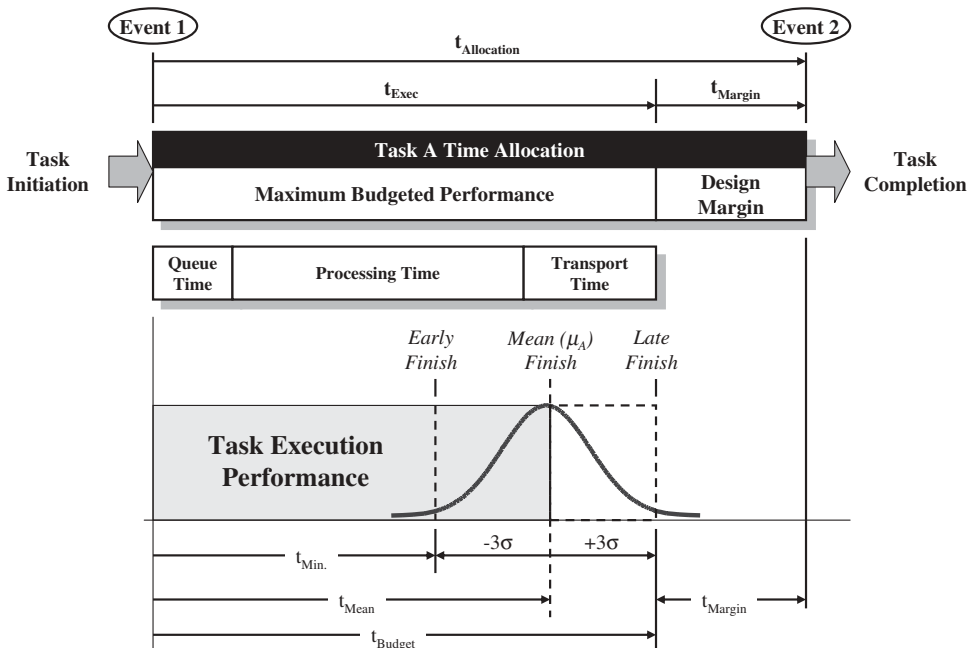 Event 1
Event 2
tAllocation
tExec
tMargin
Task A Time Allocation
Task
Initiation
Task
Completion
Maximum Budgeted Performance
Design
Margin
Queue
Time
Processing Time
Transport
Time
Early
Finish
Mean (μA)
Finish
Late
Finish
Task Execution
Performance
-3σ
+3σ
tMin.
tMean
tMargin
tBudget